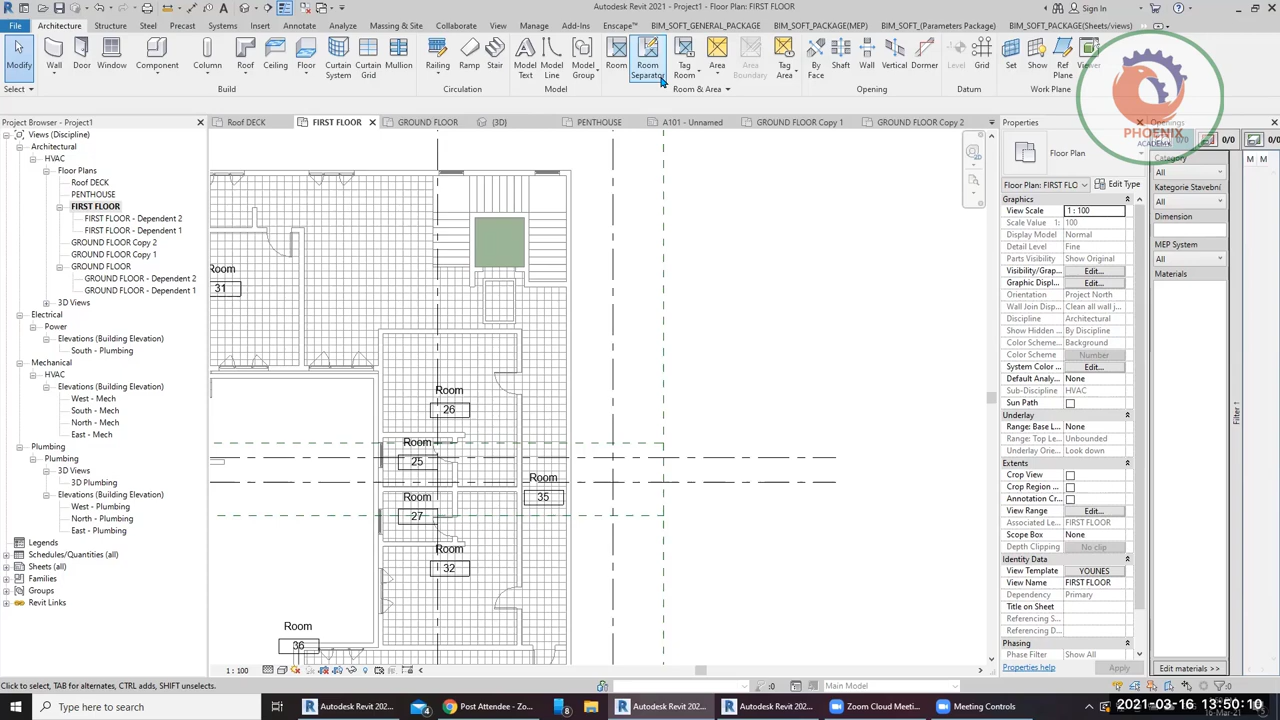 Autodesk Revit 2021 - Project1 - Floor Plan: FIRST FLOOR
Sign In
File Architecture Structure Steel Precast Systems Insert Annotate Analyze Massing & Site Collaborate View Manage Add-Ins Enscape™ BIM_SOFT_GENERAL_PACKAGE BIM_SOFT_PACKAGE(MEP) BIM_SOFT (Parameters Package) BIM_SOFT_PACKAGE(Sheets/views)
Modify Wall Door Window Component Column Roof Ceiling Floor Curtain System Curtain Grid Mullion Railing Ramp Stair Model Text Model Line Model Group Room Room Separator Tag Room Area Area Boundary Tag Area By Face Shaft Wall Vertical Dormer Level Grid Set Show Ref Plane Viewer
Select Build Circulation Model Room & Area Opening Datum Work Plane
PHOENIX
ACADEMY
Project Browser - Project1
Roof DECK FIRST FLOOR GROUND FLOOR {3D} PENTHOUSE A101 - Unnamed GROUND FLOOR Copy 1 GROUND FLOOR Copy 2
Views (Discipline)
Architectural
HVAC
Floor Plans
Roof DECK
PENTHOUSE
FIRST FLOOR
FIRST FLOOR - Dependent 2
FIRST FLOOR - Dependent 1
GROUND FLOOR Copy 2
GROUND FLOOR Copy 1
GROUND FLOOR
GROUND FLOOR - Dependent 2
GROUND FLOOR - Dependent 1
3D Views
Electrical
Power
Elevations (Building Elevation)
South - Plumbing
Mechanical
HVAC
Elevations (Building Elevation)
West - Mech
South - Mech
North - Mech
East - Mech
Plumbing
Plumbing
3D Views
3D Plumbing
Elevations (Building Elevation)
West - Plumbing
South - Plumbing
North - Plumbing
East - Plumbing
Legends
Schedules/Quantities (all)
Sheets (all)
Families
Groups
Revit Links
Room
31
Room
26
Room
25
Room
35
Room
27
Room
32
Room
36
1 : 100
Properties
Floor Plan
Floor Plan: FIRST FLO Edit Type
Graphics
View Scale 1 : 100
Scale Value 1: 100
Display Model Normal
Detail Level Fine
Parts Visibility Show Original
Visibility/Grap... Edit...
Graphic Displ... Edit...
Orientation Project North
Wall Join Disp... Clean all wall j...
Discipline Architectural
Show Hidden ... By Discipline
Color Scheme ... Background
Color Scheme Number
System Color ... Edit...
Default Analy... None
Sub-Discipline HVAC
Sun Path
Underlay
Range: Base L... None
Range: Top Le... Unbounded
Underlay Orie... Look down
Extents
Crop View
Crop Region ...
Annotation Cr...
View Range Edit...
Associated Le... FIRST FLOOR
Scope Box None
Depth Clipping No clip
Identity Data
View Template YOUNES
View Name FIRST FLOOR
Dependency Primary
Title on Sheet
Referencing S...
Referencing D...
Phasing
Phase Filter Show All
Properties help Apply
Openings
0/0 0/0
Category M M
All
Kategorie Stavební
All
Dimension
MEP System
All
Materials
Filter
Edit materials >>
Click to select, TAB for alternates, CTRL adds, SHIFT unselects.
:0 Main Model :0
Type here to search
Autodesk Revit 202... Post Attendee - Zo... Autodesk Revit 202... Autodesk Revit 202... Zoom Cloud Meeti... Meeting Controls
2021-03-16 13:50:10